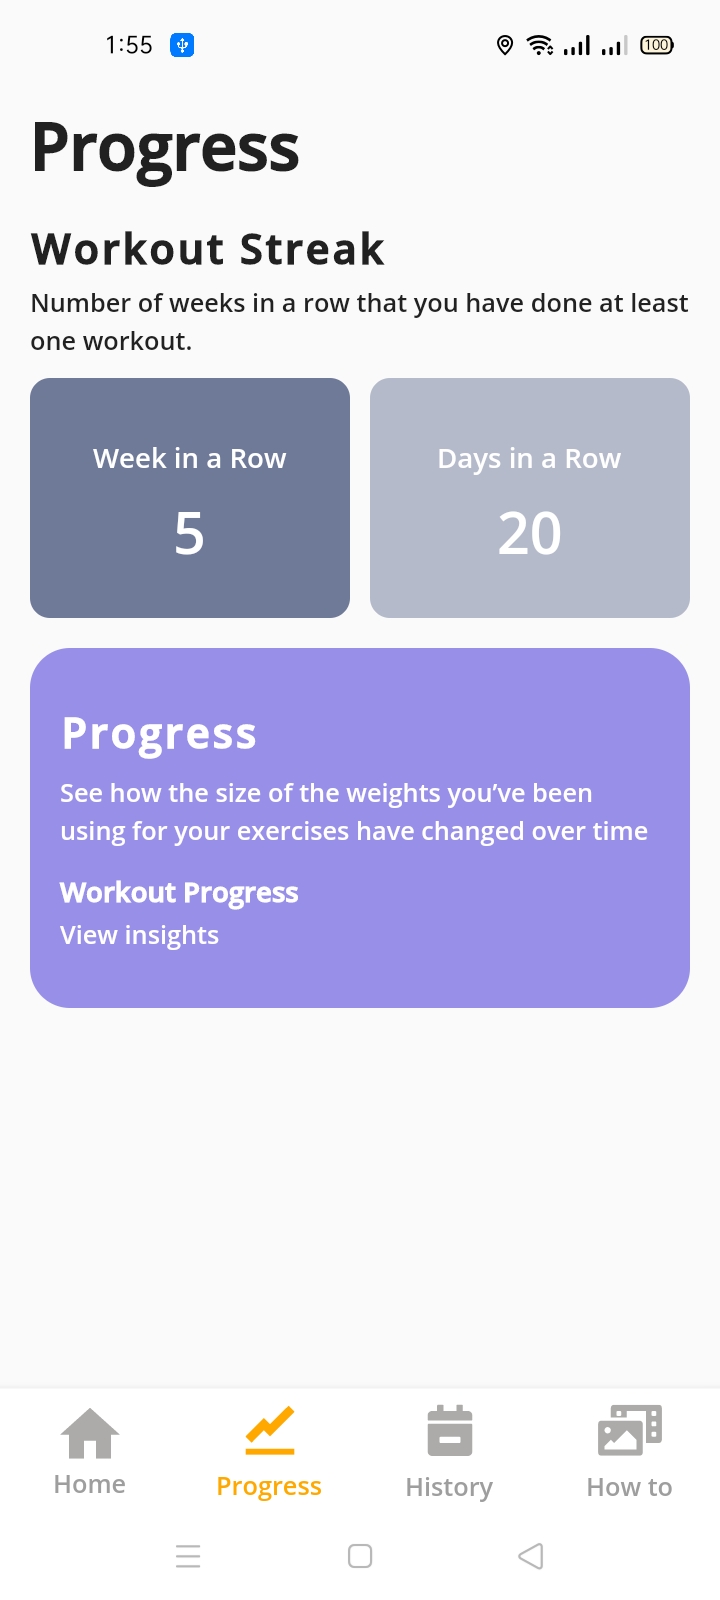 1:55
100
Progress
Workout Streak
Number of weeks in a row that you have done at least
one workout.
Week in a Row
5
Days in a Row
20
Progress
See how the size of the weights you’ve been
using for your exercises have changed over time
Workout Progress
View insights
Home
Progress
History
How to